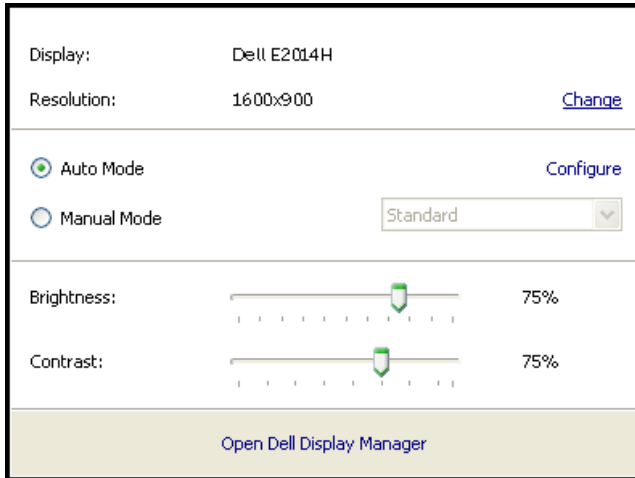 Display: Dell E2014H
Resolution: 1600x900 Change
Auto Mode Configure
Manual Mode Standard
Brightness: 75%
Contrast: 75%
Open Dell Display Manager